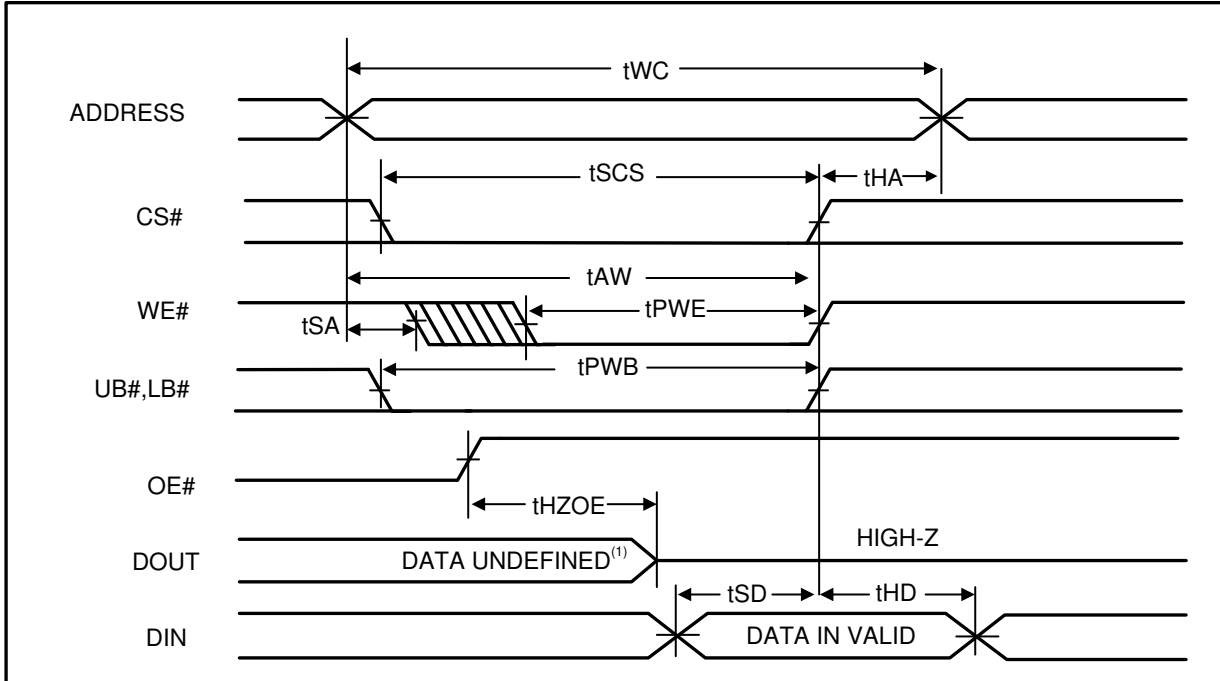 tWC
ADDRESS
tSCS
tHA
CS#
tAW
WE#
tSA
tPWE
tPWB
UB#,LB#
OE#
tHZOE
HIGH-Z
DOUT
DATA UNDEFINED(1)
tSD
tHD
DIN
DATA IN VALID